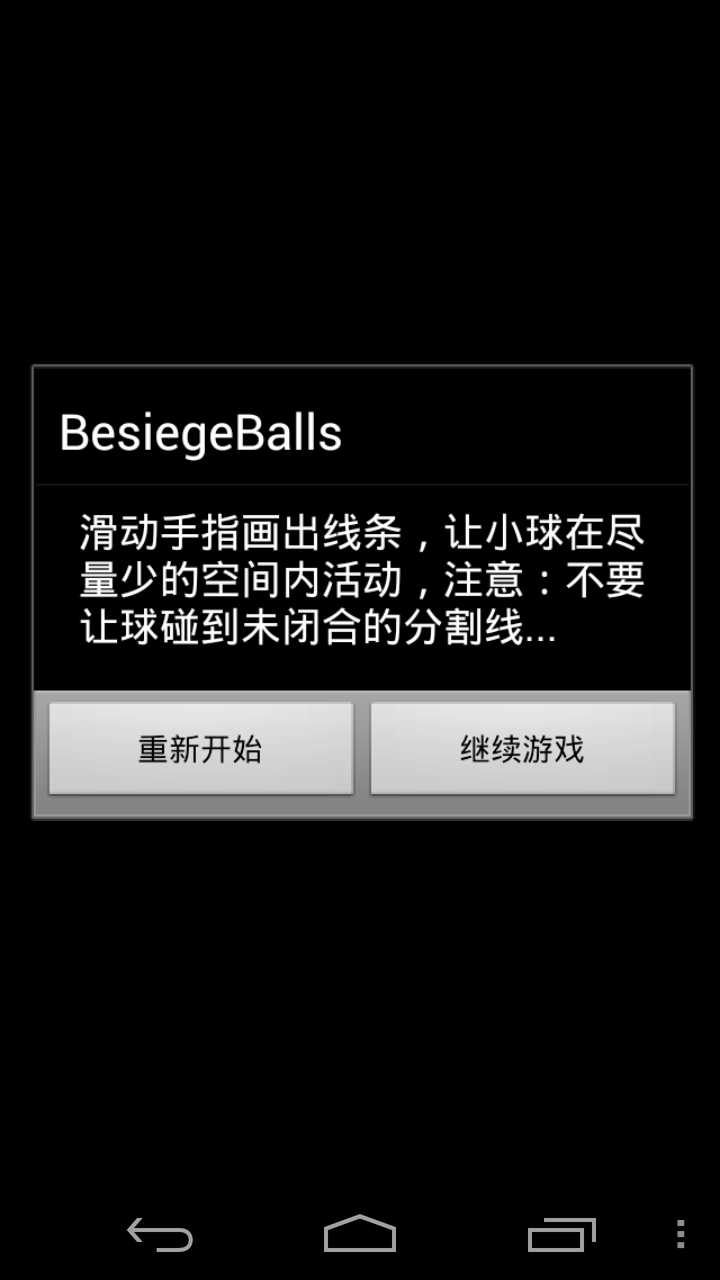 BesiegeBalls
滑动手指画出线条，让小球在尽
量少的空间内活动，注意：不要
让球碰到未闭合的分割线...
重新开始
继续游戏